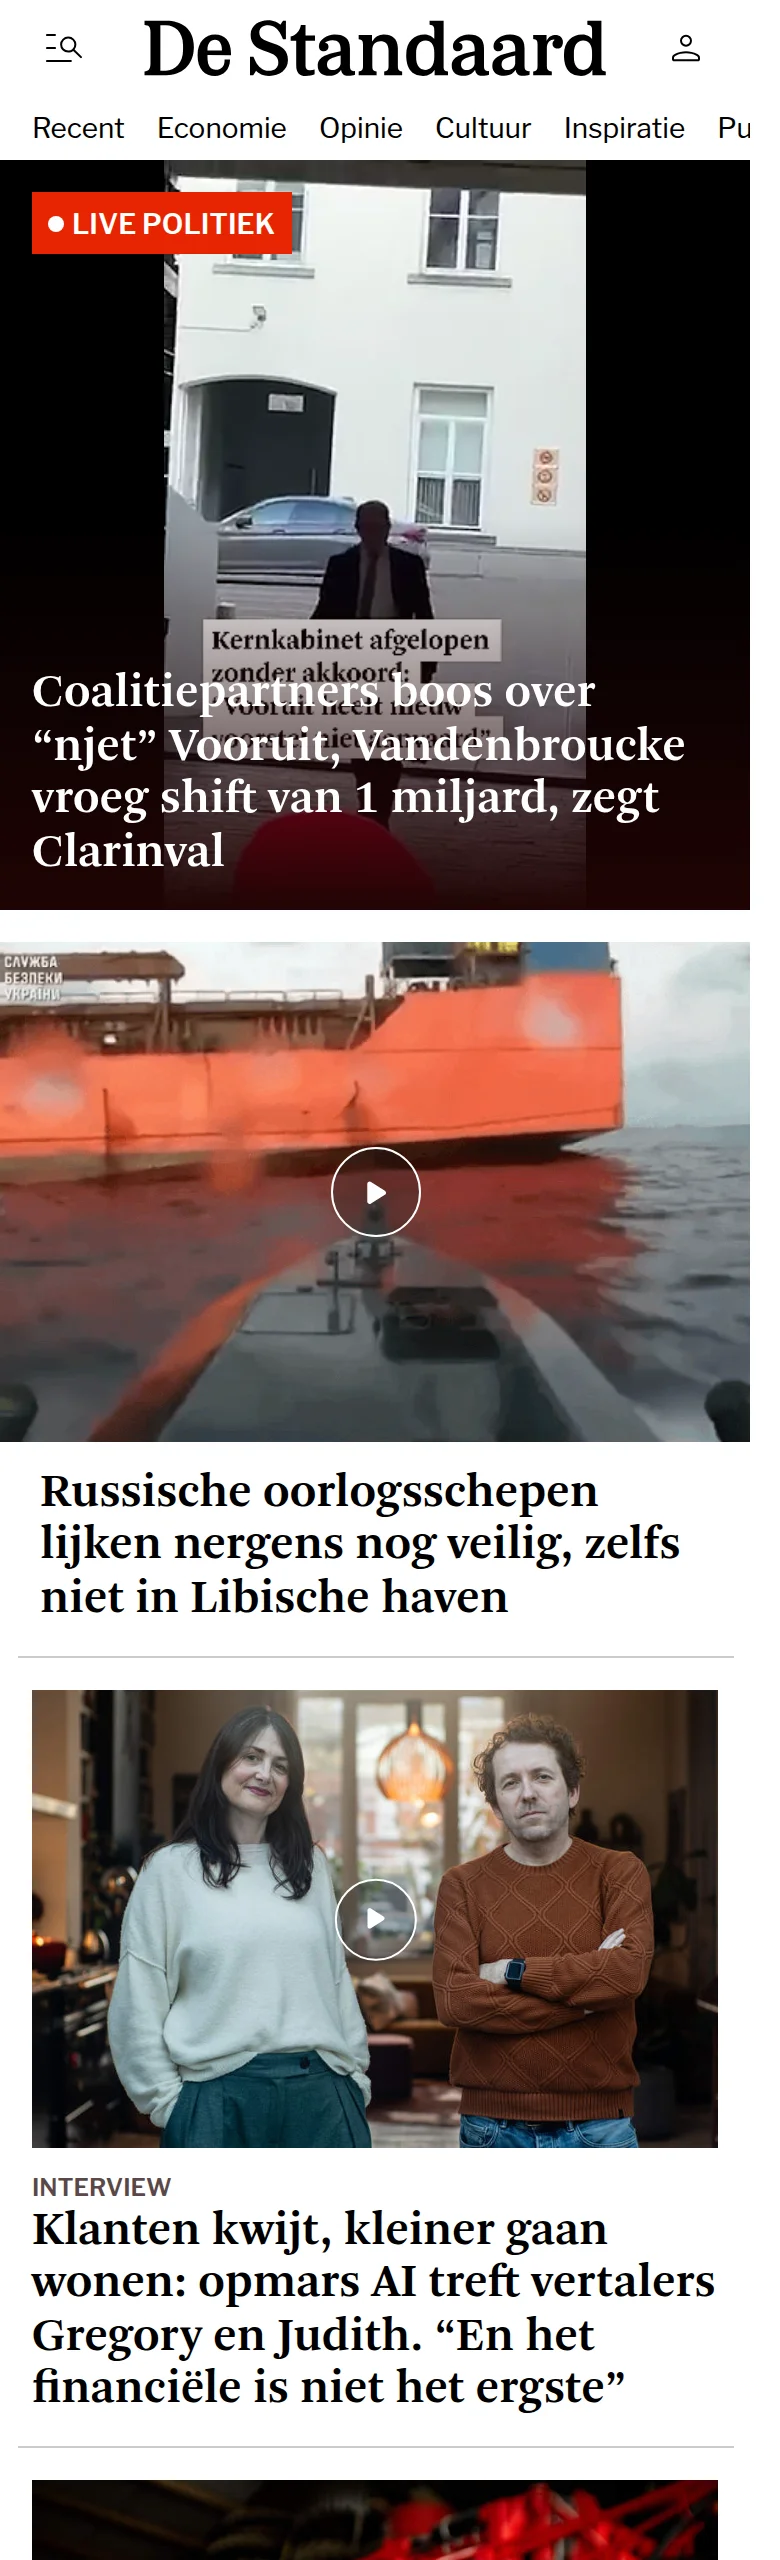 De Standaard
Recent Economie Opinie Cultuur Inspiratie Pu
LIVE POLITIEK
Kernkabinet afgelopen
zonder akkoord:
Coalitiepartners boos over
“njet” Vooruit, Vandenbroucke
vroeg shift van 1 miljard, zegt
Clarinval
СЛУЖБА
БЕЗПЕКИ
УКРАЇНИ
Russische oorlogsschepen
lijken nergens nog veilig, zelfs
niet in Libische haven
INTERVIEW
Klanten kwijt, kleiner gaan
wonen: opmars AI treft vertalers
Gregory en Judith. “En het
financiële is niet het ergste”